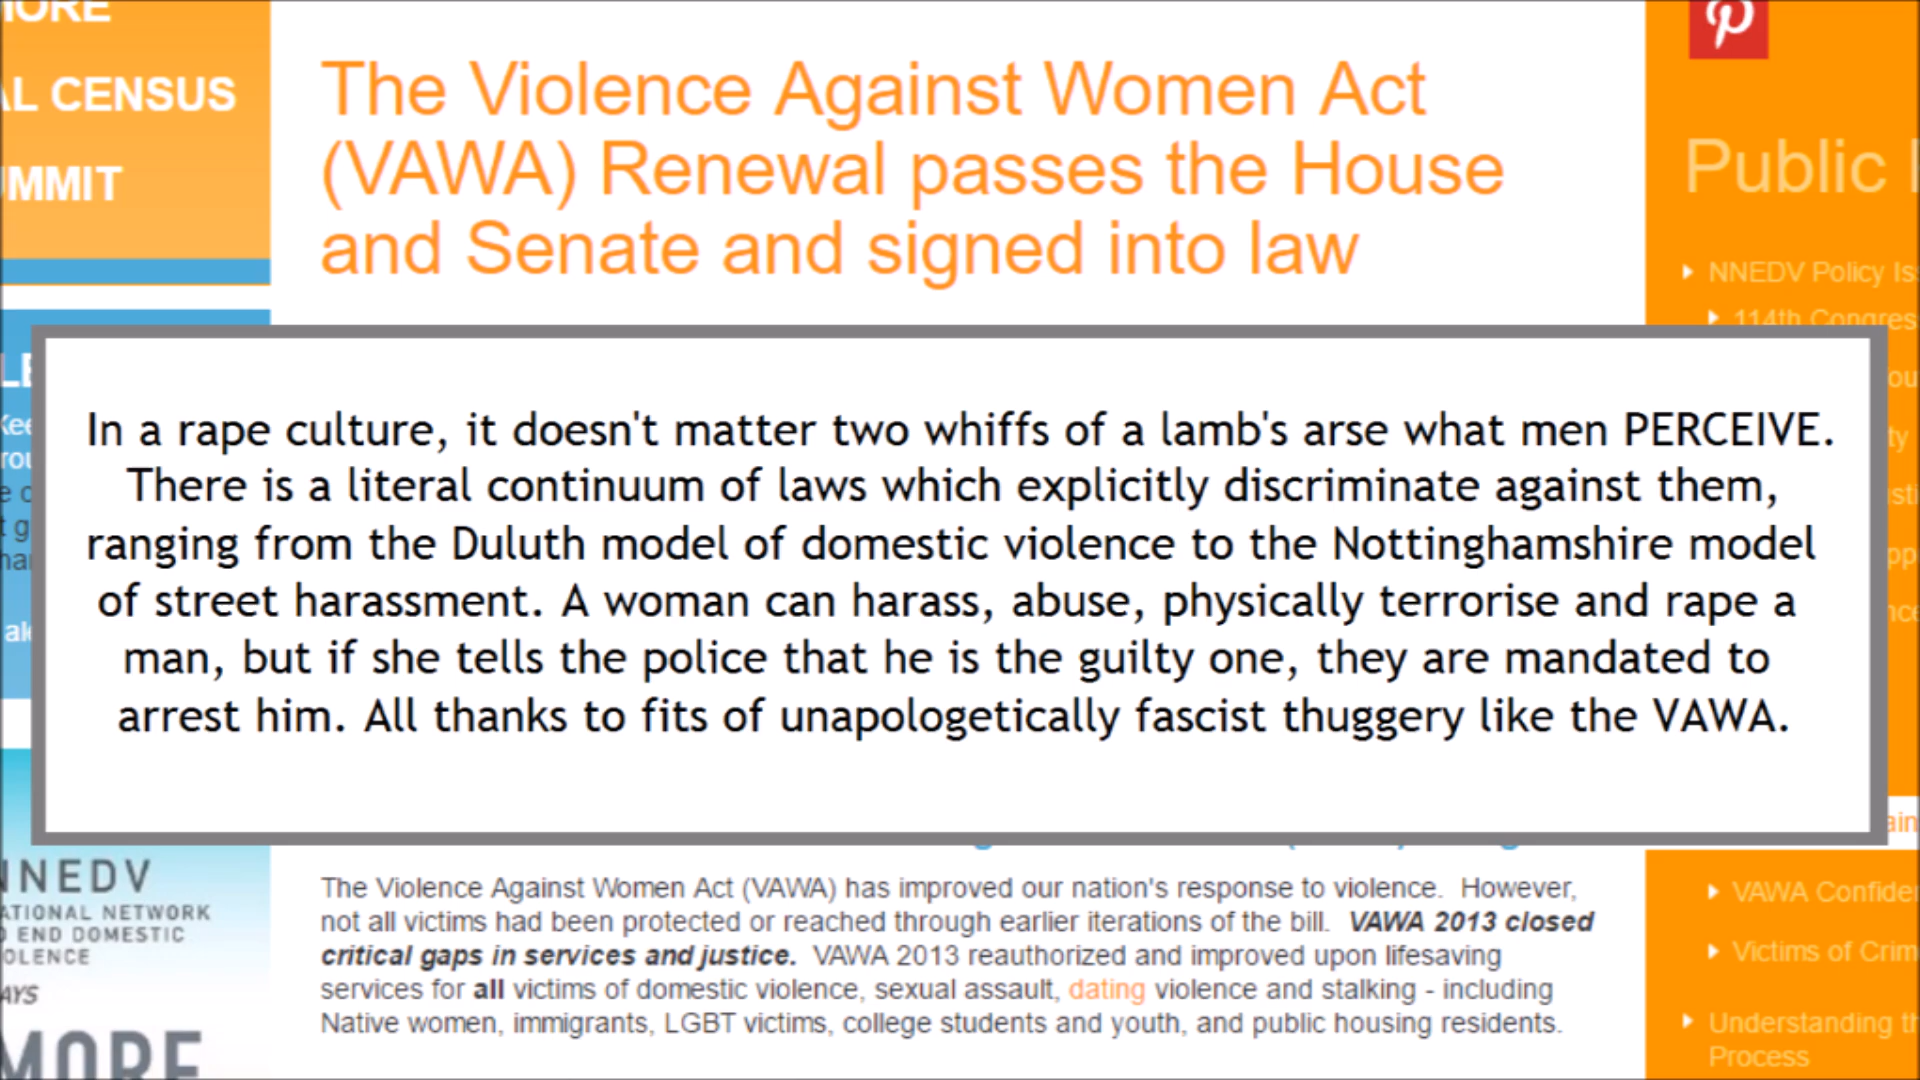 MORE
AL CENSUS
UMMIT
The Violence Against Women Act
(VAWA) Renewal passes the House
and Senate and signed into law
Public
NNEDV Policy
114th
In a rape culture, it doesn't matter two whiffs of a lamb's arse what men PERCEIVE.
There is a literal continuum of laws which explicitly discriminate against them,
ranging from the Duluth model of domestic violence to the Nottinghamshire model
of street harassment. A woman can harass, abuse, physically terrorise and rape a
man, but if she tells the police that he is the guilty one, they are mandated to
arrest him. All thanks to fits of unapologetically fascist thuggery like the VAWA.
NNEDV
NATIONAL NETWORK
TO END DOMESTIC
VIOLENCE
MORE
The Violence Against Women Act (VAWA) has improved our nation's response to violence. However,
not all victims had been protected or reached through earlier iterations of the bill. VAWA 2013 closed
critical gaps in services and justice. VAWA 2013 reauthorized and improved upon lifesaving
services for all victims of domestic violence, sexual assault, dating violence and stalking - including
Native women, immigrants, LGBT victims, college students and youth, and public housing residents.
VAWA
Victims of
Understanding
Process